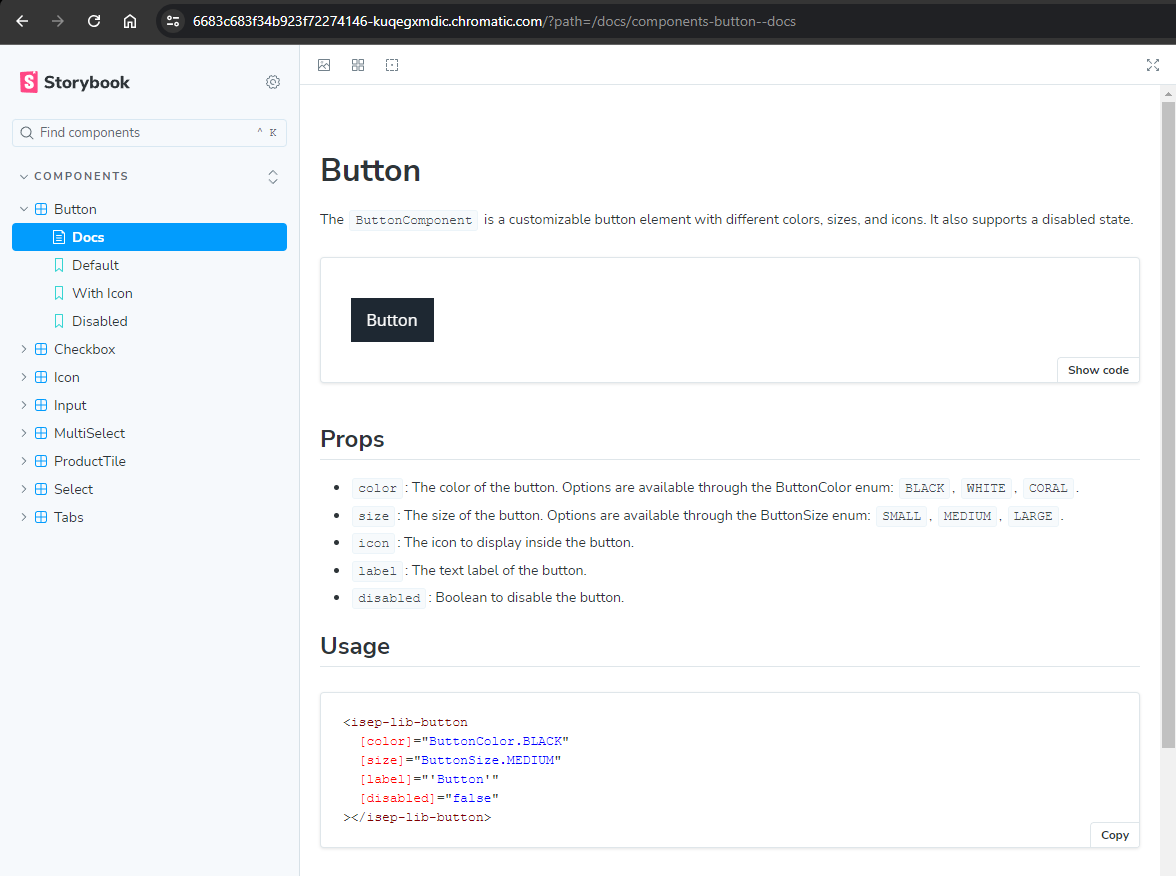 6683c683f34b923f72274146-kuqegxmdic.chromatic.com/?path=/docs/components-button--docs
S Storybook
Find components ^ K
COMPONENTS
Button
Docs
Default
With Icon
Disabled
Checkbox
Icon
Input
MultiSelect
ProductTile
Select
Tabs
Button
The ButtonComponent is a customizable button element with different colors, sizes, and icons. It also supports a disabled state.
Button
Show code
Props
• color : The color of the button. Options are available through the ButtonColor enum: BLACK , WHITE , CORAL .
• size : The size of the button. Options are available through the ButtonSize enum: SMALL , MEDIUM , LARGE .
• icon : The icon to display inside the button.
• label : The text label of the button.
• disabled : Boolean to disable the button.
Usage
<isep-lib-button
[color]="ButtonColor.BLACK"
[size]="ButtonSize.MEDIUM"
[label]="'Button'"
[disabled]="false"
></isep-lib-button>
Copy